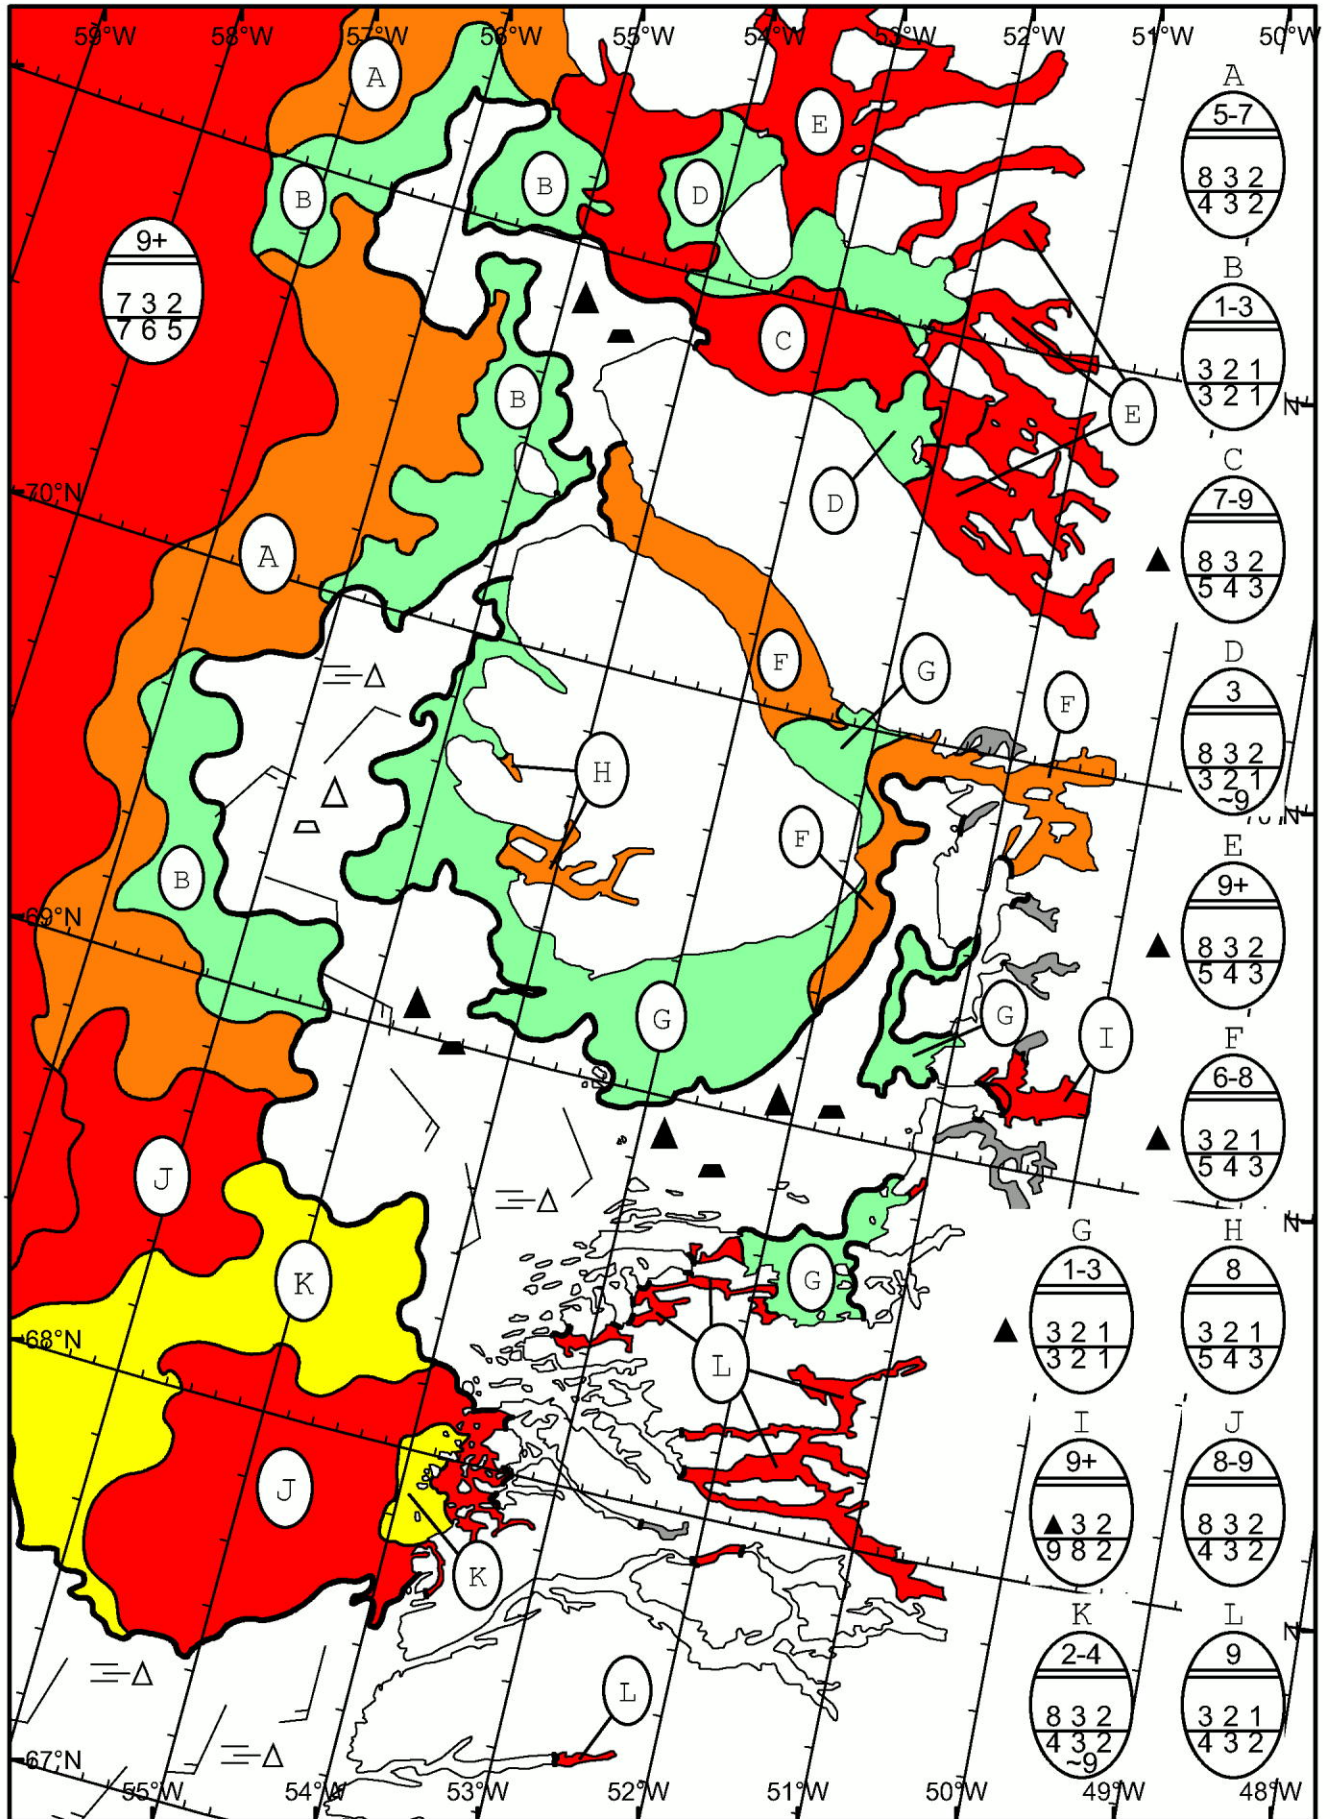 59°W 58°W 57°W 56°W 55°W 54°W 53°W 52°W 51°W 50°W
A
A
5-7
8 3 2
4 3 2
E
B
B
D
9+
7 3 2
7 6 5
B
1-3
3 2 1
3 2 1
C
B
E
N
C
7-9
8 3 2
5 4 3
70°N
D
A
D
3
8 3 2
3 2 1
~9
F
G
F
H
N
F
B
E
9+
8 3 2
5 4 3
69°N
G
G
I
F
6-8
3 2 1
5 4 3
J
K
G
N
G
1-3
3 2 1
3 2 1
H
8
3 2 1
5 4 3
68°N
L
I
9+
3 2
9 8 2
J
8-9
8 3 2
4 3 2
J
K
N
K
2-4
8 3 2
4 3 2
~9
L
9
3 2 1
4 3 2
L
67°N
55°W 54°W 53°W 52°W 51°W 50°W 49°W 48°W